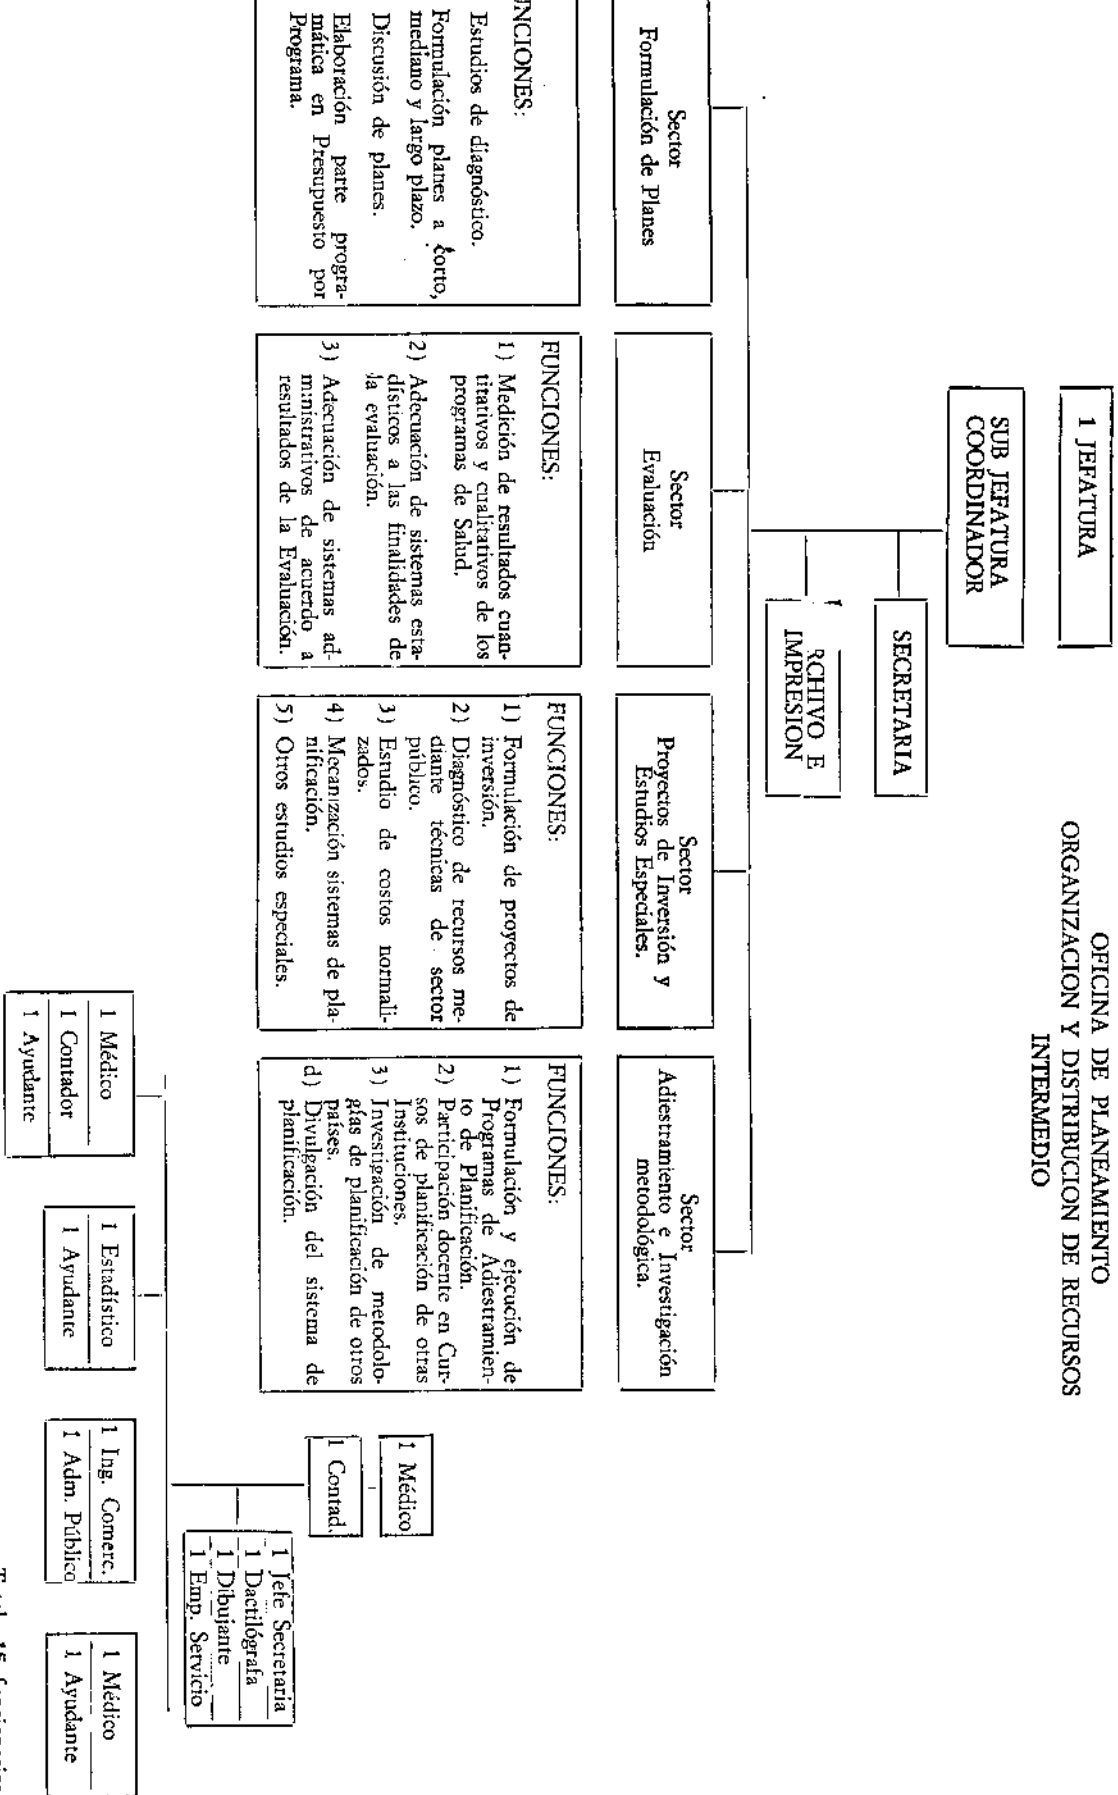 OFICINA DE PLANEAMIENTO
ORGANIZACION Y DISTRIBUCION DE RECURSOS
INTERMEDIO
1 JEFATURA
SUB JEFATURA
COORDINADOR
SECRETARIA
RCHIVO E
IMPRESION
Sector
Formulación de Planes
Sector
Evaluación
Sector
Proyectos de Inversión y
Estudios Especiales.
Sector
Adiestramiento e Investigación
metodológica.
NCIONES:
Estudios de diagnóstico.
Formulación planes a corto,
mediano y largo plazo.
Discusión de planes.
Elaboración parte progra-
mática en Presupuesto por
Programa.
FUNCIONES:
1) Medición de resultados cuan-
titativos y cualitativos de los
programas de Salud.
2) Adecuación de sistemas esta-
dísticos a las finalidades de
la evaluación.
3) Adecuación de sistemas ad-
ministrativos de acuerdo a
resultados de la Evaluación.
FUNCIONES:
1) Formulación de proyectos de
inversión.
2) Diagnóstico de recursos me-
diante técnicas de sector
público.
3) Estudio de costos normali-
zados.
4) Mecanización sistemas de pla-
nificación.
5) Otros estudios especiales.
FUNCIONES:
1) Formulación y ejecución de
Programas de Adiestramien-
to de Planificación.
2) Participación docente en Cur-
sos de planificación de otras
Instituciones.
3) Investigación de metodolo-
gías de planificación de otros
países.
d) Divulgación del sistema de
planificación.
1 Médico
1 Contad.
1 Jefe Secretaria
1 Dactilógrafa
1 Dibujante
1 Emp. Servicio
1 Médico
1 Contador
1 Ayudante
1 Estadístico
1 Ayudante
1 Ing. Comerc.
1 Adm. Público
1 Médico
1 Ayudante